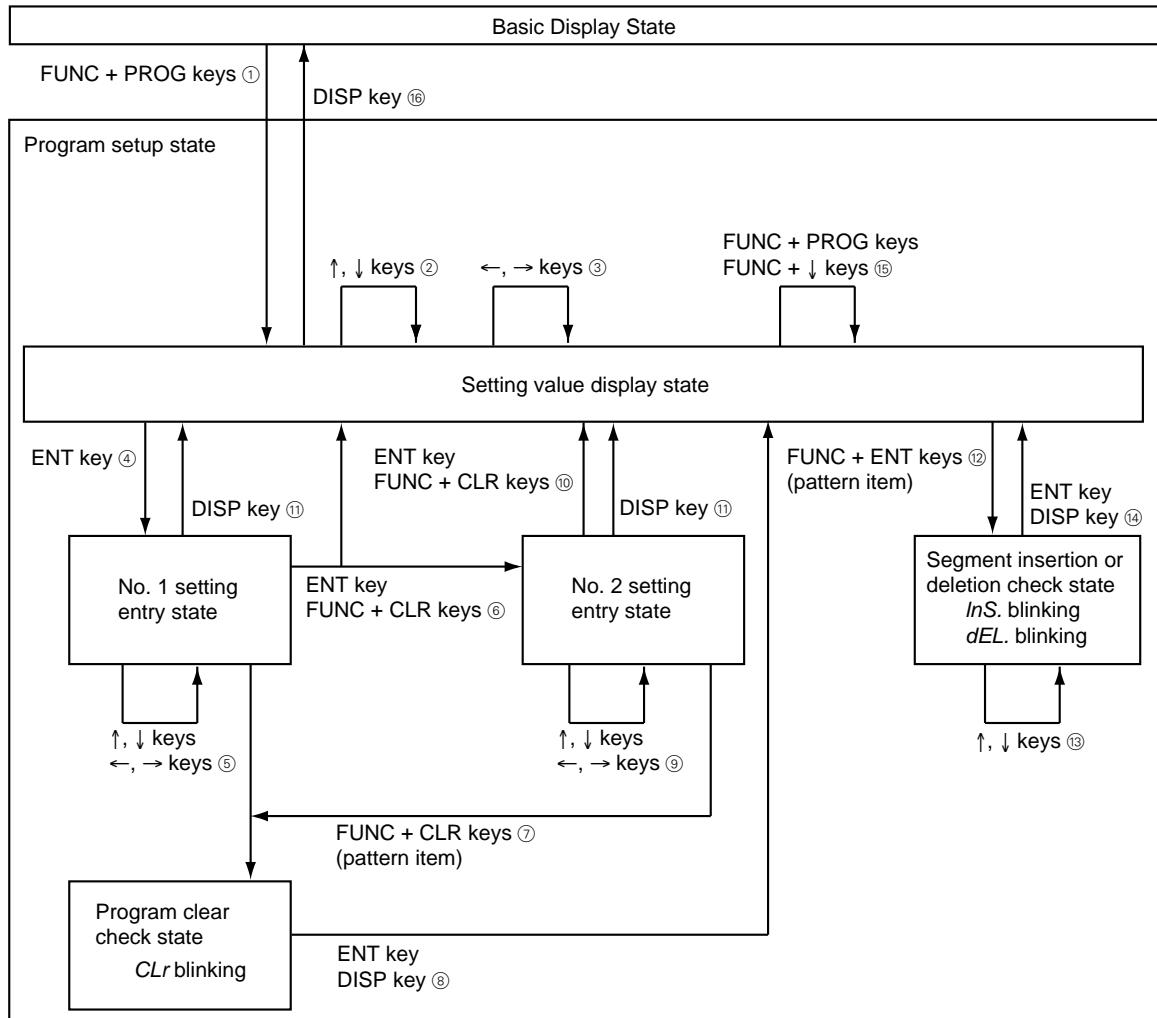 Basic Display State
FUNC + PROG keys ①
DISP key ⑯
Program setup state
↑, ↓ keys ②
←, → keys ③
FUNC + PROG keys
FUNC + ↓ keys ⑮
Setting value display state
ENT key ④
DISP key ⑪
ENT key
FUNC + CLR keys ⑩
DISP key ⑪
FUNC + ENT keys ⑫
(pattern item)
ENT key
DISP key ⑭
No. 1 setting
entry state
ENT key
FUNC + CLR keys ⑥
No. 2 setting
entry state
Segment insertion or
deletion check state
InS. blinking
dEL. blinking
↑, ↓ keys
←, → keys ⑤
↑, ↓ keys
←, → keys ⑨
↑, ↓ keys ⑬
FUNC + CLR keys ⑦
(pattern item)
Program clear
check state
CLr blinking
ENT key
DISP key ⑧